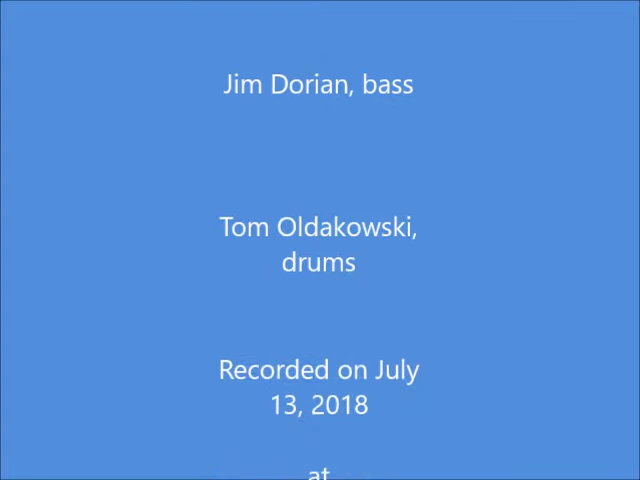 Jim Dorian, bass
Tom Oldakowski,
drums
Recorded on July
13, 2018
at